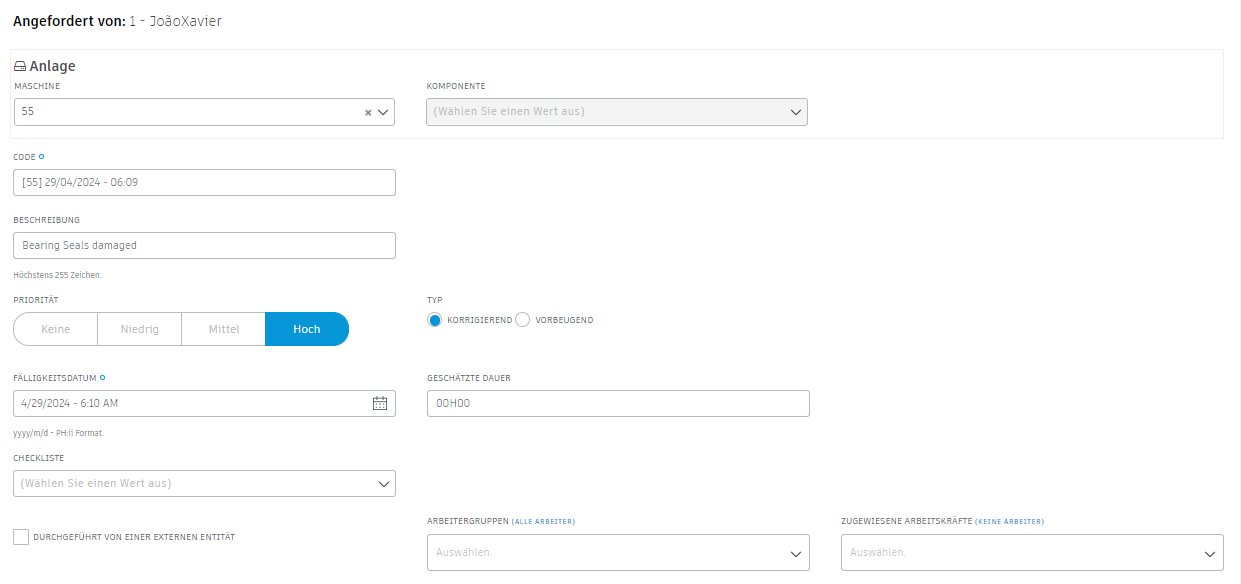 Angefordert von: 1 - JoãoXavier
Anlage
MASCHINE
KOMPONENTE
55
(Wählen Sie einen Wert aus)
CODE
[55] 29/04/2024 - 06:09
BESCHREIBUNG
Bearing Seals damaged
Höchstens 255 Zeichen.
PRIORITÄT
TYP
Keine Niedrig Mittel Hoch
KORRIGIEREND VORBEUGEND
FÄLLIGKEITSDATUM
GESCHÄTZTE DAUER
4/29/2024 - 6:10 AM
00H00
yyyy/m/d - PH:ii Format.
CHECKLISTE
(Wählen Sie einen Wert aus)
DURCHGEFÜHRT VON EINER EXTERNEN ENTITÄT
ARBEITERGRUPPEN (ALLE ARBEITER)
ZUGEWIESENE ARBEITSKRÄFTE (KEINE ARBEITER)
Auswählen.
Auswählen.